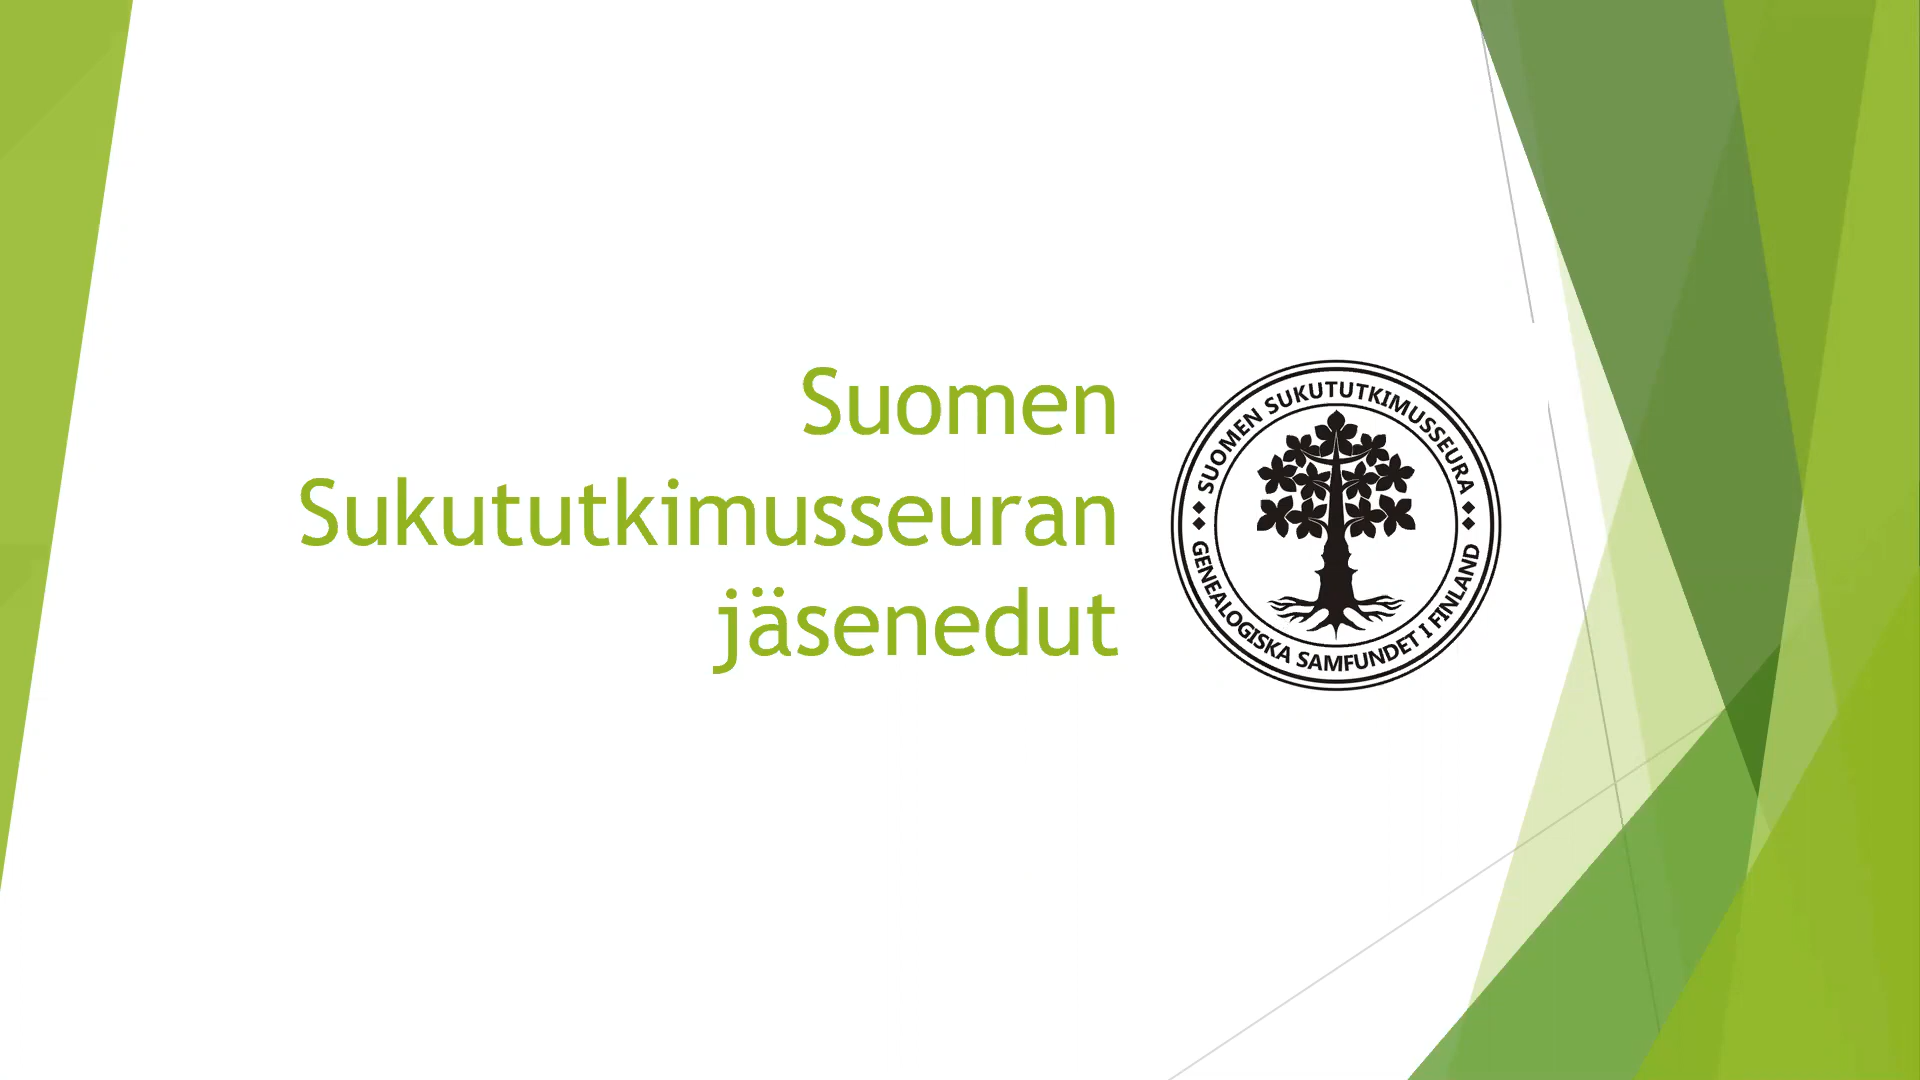 Suomen
Sukututkimusseuran
jäsenedut
SUOMEN SUKUTUTKIMUSSEURA
GENEALOGISKA SAMFUNDET I FINLAND